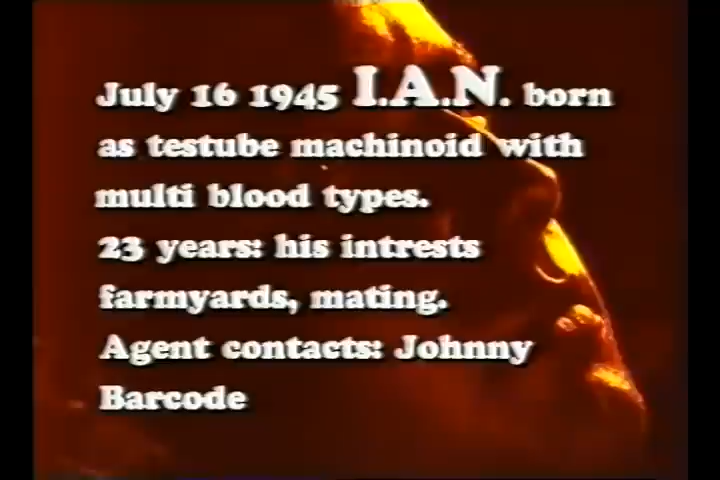 July 16 1945 I.A.N. born
as testube machinoid with
multi blood types.
23 years: his intrests
farmyards, mating.
Agent contacts: Johnny
Barcode